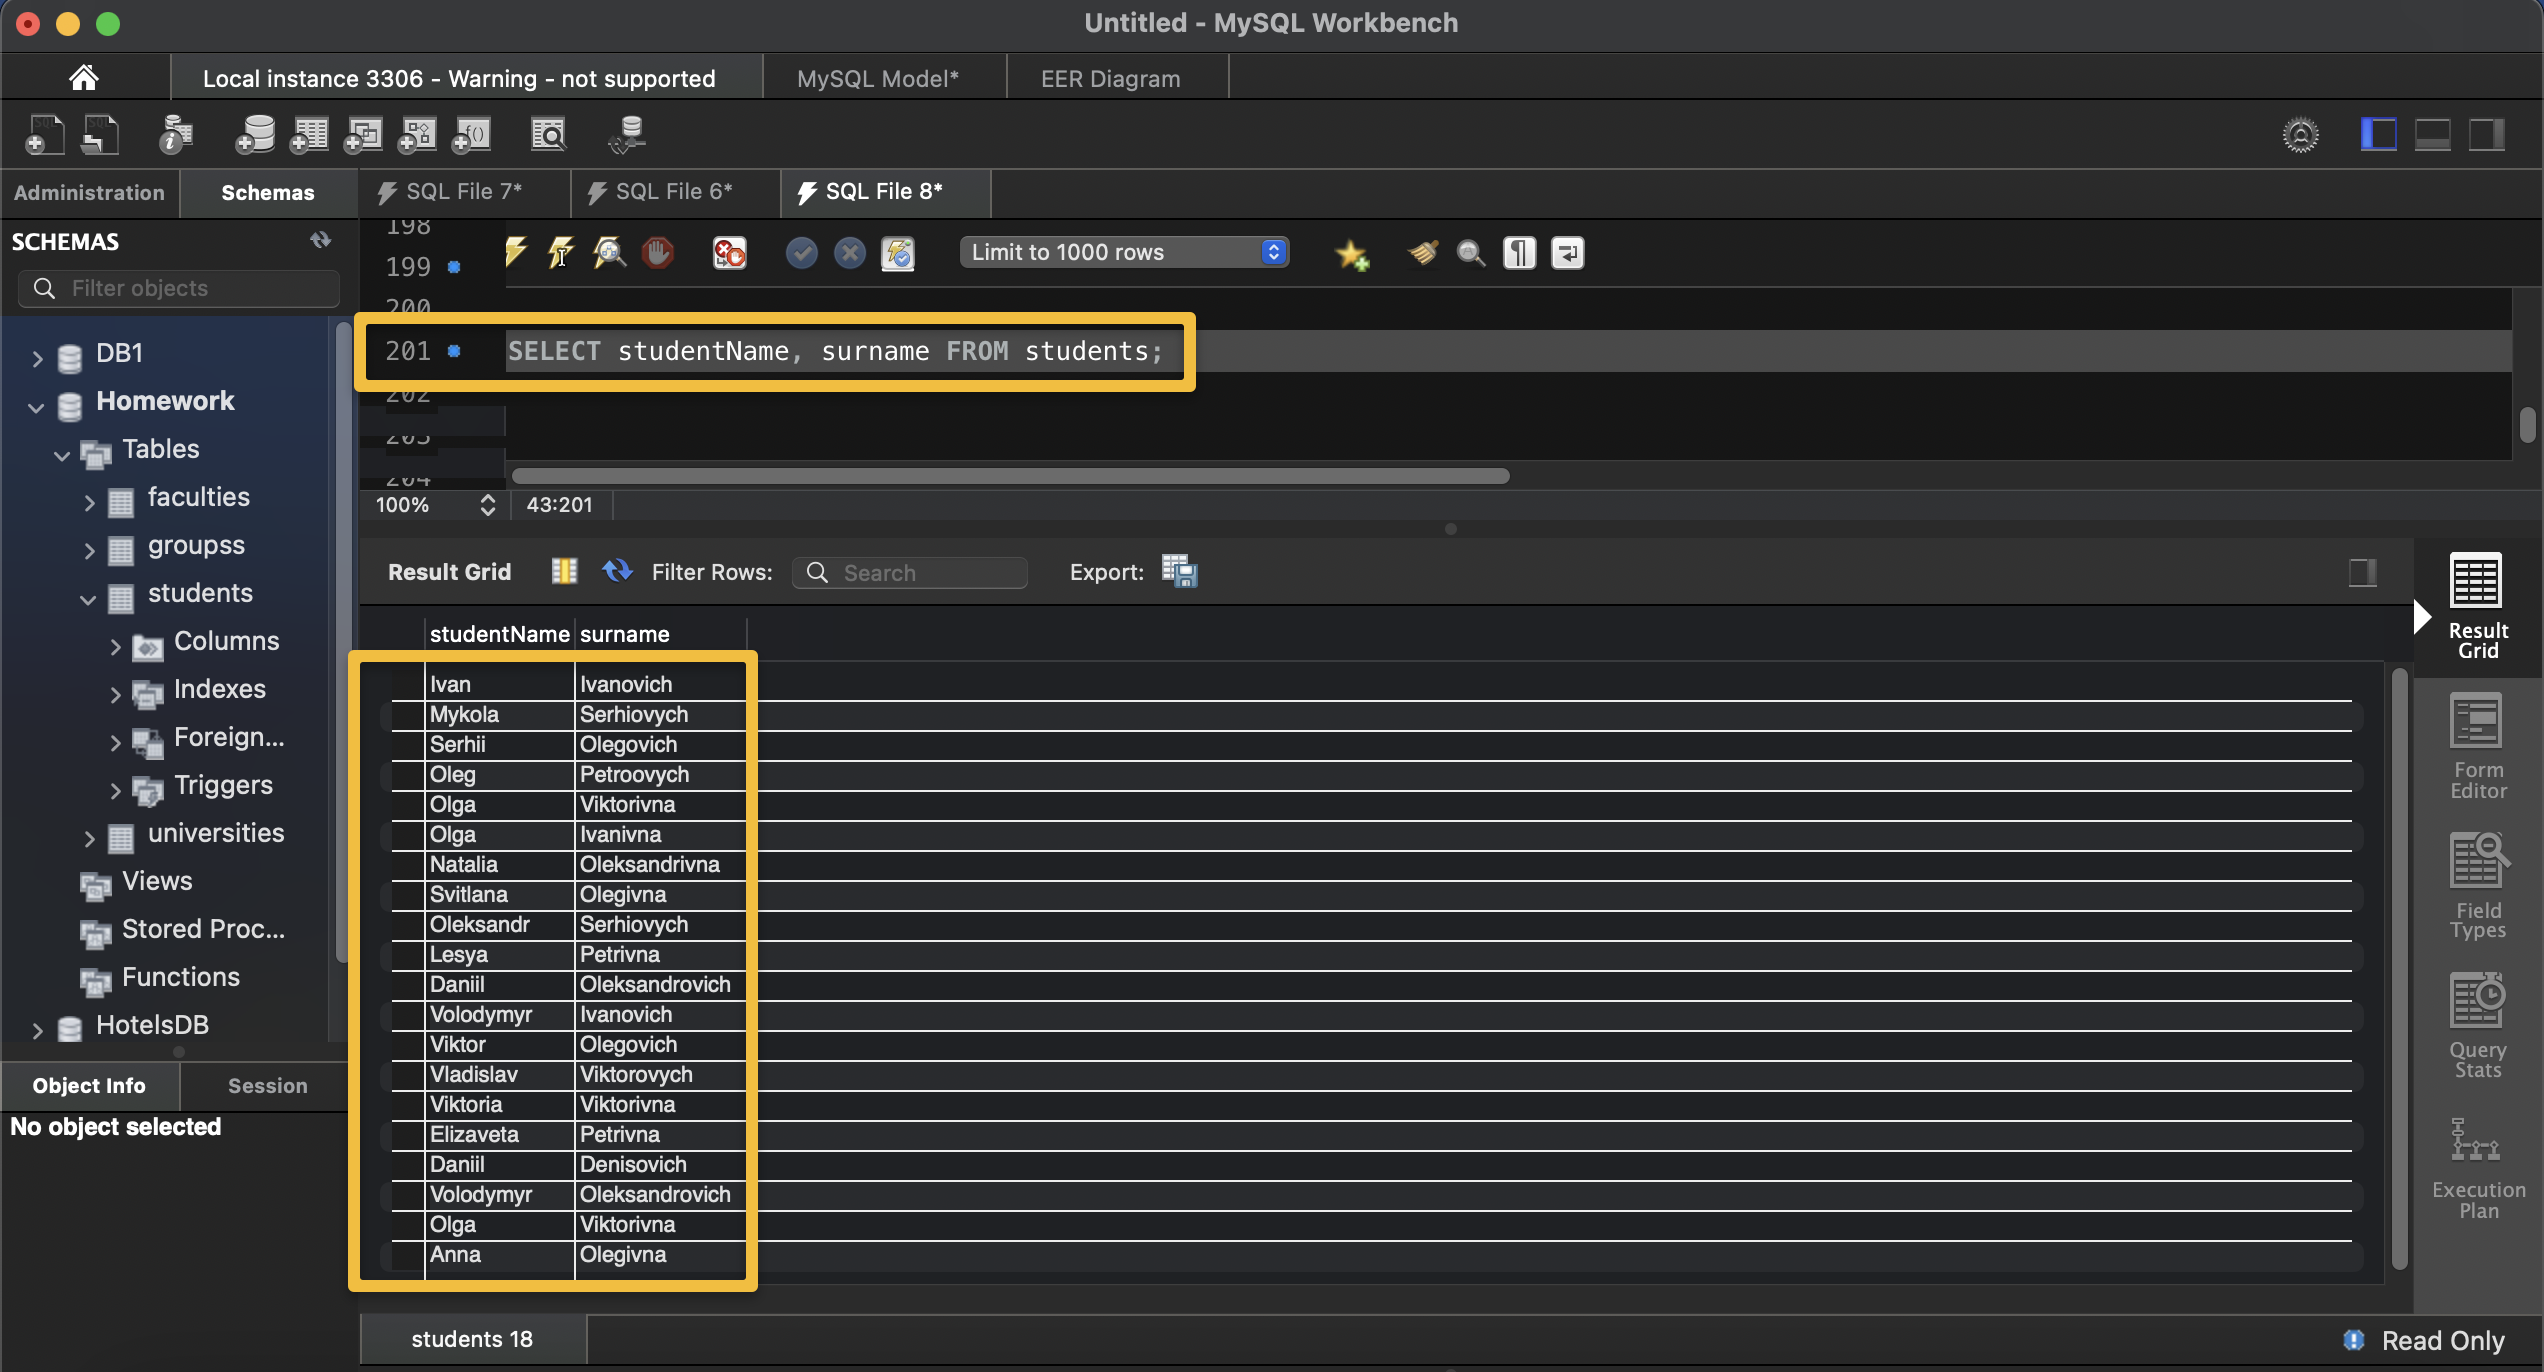 Untitled - MySQL Workbench
Local instance 3306 - Warning - not supported
MySQL Model*
EER Diagram
Administration
Schemas
SQL File 7*
SQL File 6*
SQL File 8*
SCHEMAS
Filter objects
DB1
Homework
Tables
faculties
groupss
students
Columns
Indexes
Foreign...
Triggers
universities
Views
Stored Proc...
Functions
HotelsDB
Object Info
Session
No object selected
198
199
Limit to 1000 rows
200
201 SELECT studentName, surname FROM students;
202
203
204
100%
43:201
Result Grid
Filter Rows:
Search
Export:
studentName surname
Ivan Ivanovich
Mykola Serhiovych
Serhii Olegovich
Oleg Petroovych
Olga Viktorivna
Olga Ivanivna
Natalia Oleksandrivna
Svitlana Olegivna
Oleksandr Serhiovych
Lesya Petrivna
Daniil Oleksandrovich
Volodymyr Ivanovich
Viktor Olegovich
Vladislav Viktorovych
Viktoria Viktorivna
Elizaveta Petrivna
Daniil Denisovich
Volodymyr Oleksandrovich
Olga Viktorivna
Anna Olegivna
Result
Grid
Form
Editor
Field
Types
Query
Stats
Execution
Plan
students 18
Read Only